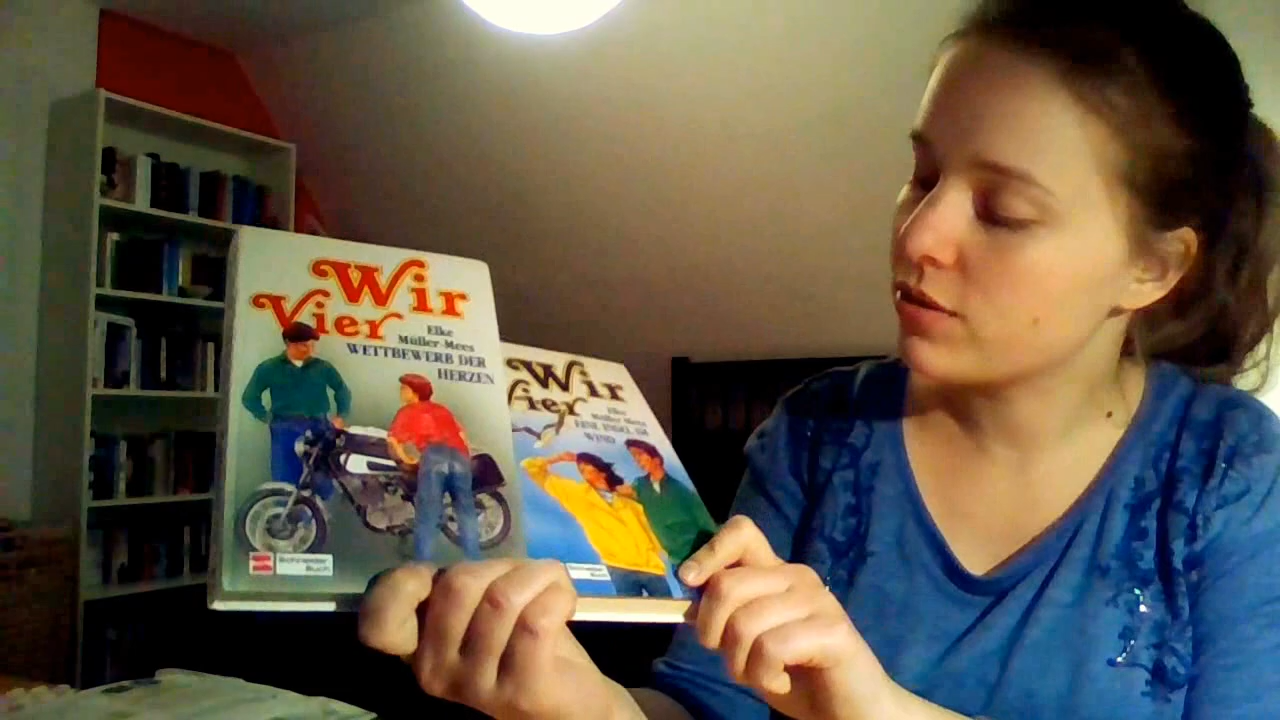 Wir
Vier
Elke
Müller-Mees
WETTBEWERB DER
HERZEN
Schneider
Buch
Wir
Vier
Elke
Müller-Mees
EINE INSEL IM
WIND
Schneider
Buch